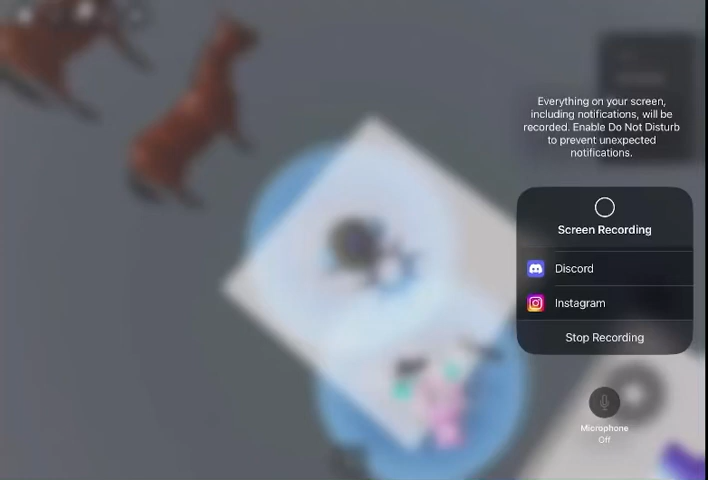 Everything on your screen,
including notifications, will be
recorded. Enable Do Not Disturb
to prevent unexpected
notifications.
Screen Recording
Discord
Instagram
Stop Recording
Microphone
Off